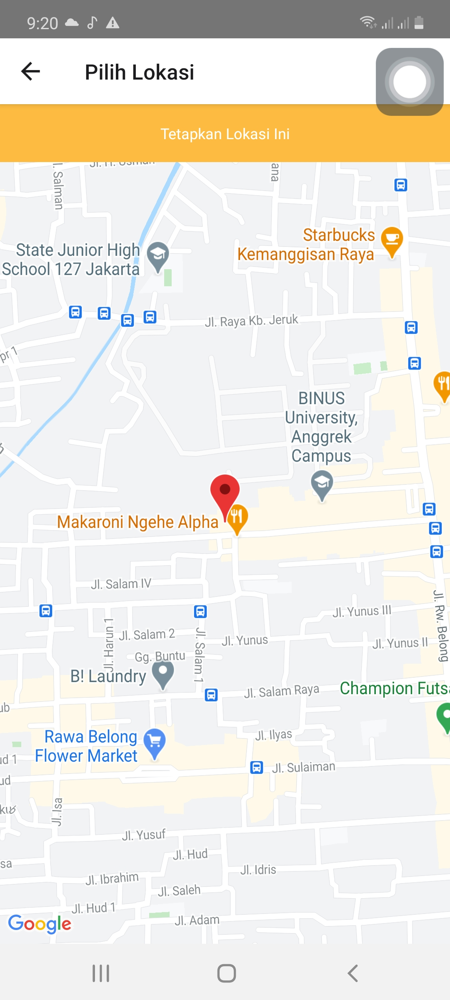 9:20
Pilih Lokasi
Tetapkan Lokasi Ini
Salman
ana
Starbucks
Kemanggisan Raya
State Junior High
School 127 Jakarta
Jl. Raya Kb. Jeruk
pr 1
BINUS
University,
Anggrek
Campus
Makaroni Ngehe Alpha
Jl. Salam IV
Jl. Rw. Belong
Jl. Yunus III
Jl. Harun 1
Jl. Salam 2
Jl. Salam 1
Jl. Yunus
Jl. Yunus II
Gg. Buntu
B! Laundry
Jl. Salam Raya
Champion Futsa
ub
Rawa Belong
Flower Market
Jl. Ilyas
ud 1
Jl. Sulaiman
ud
Jl. Isa
Jl. Yusuf
Jl. Hud
sa
Jl. Idris
Jl. Ibrahim
Jl. Saleh
Jl. Hud 1
Jl. Adam
Google